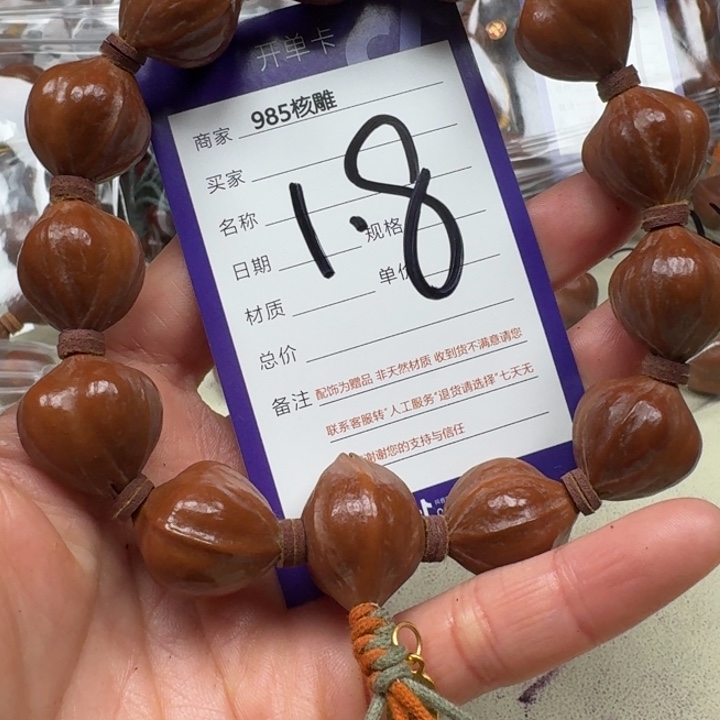 开单卡
商家 985核雕
买家
名称
日期 规格
材质 单价
总价
备注 配饰为赠品 非天然材质 收到货不满意请您
联系客服转"人工服务"退货请选择"七天无
谢谢您的支持与信任
1.8